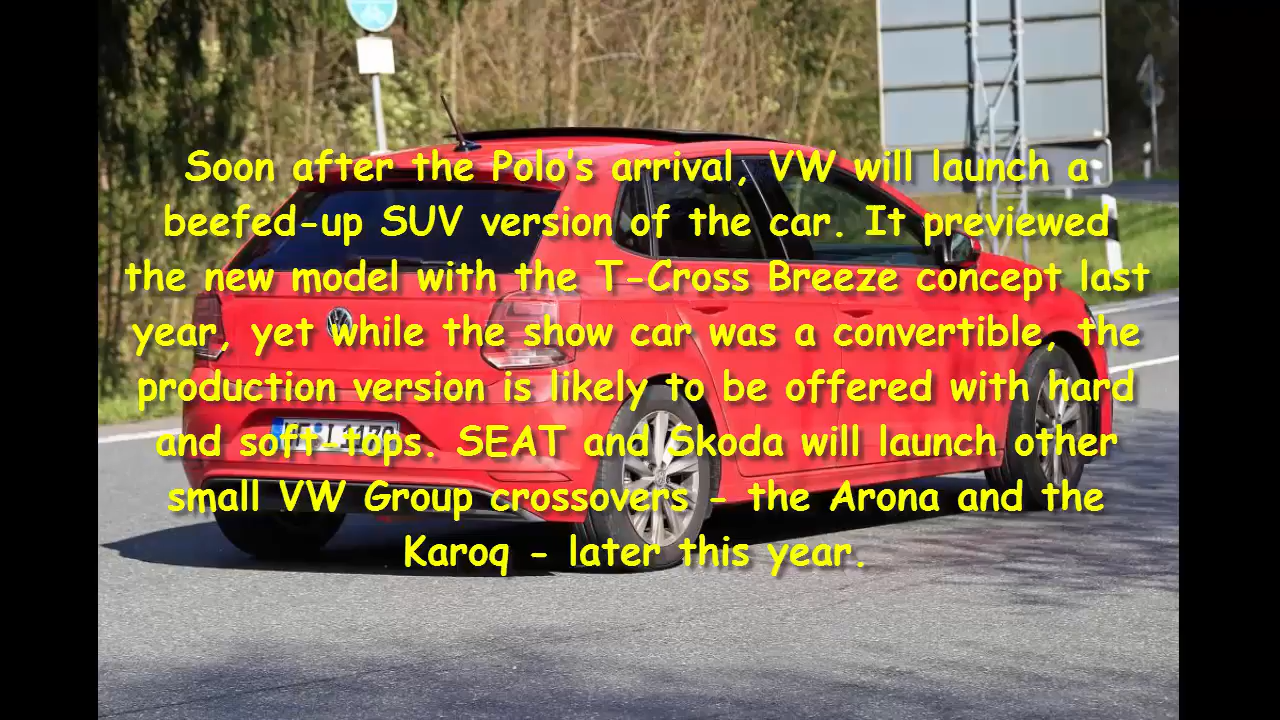 Soon after the Polo's arrival, VW will launch a
beefed-up SUV version of the car. It previewed
the new model with the T-Cross Breeze concept last
year, yet while the show car was a convertible, the
production version is likely to be offered with hard
and soft-tops. SEAT and Skoda will launch other
small VW Group crossovers - the Arona and the
Karoq - later this year.